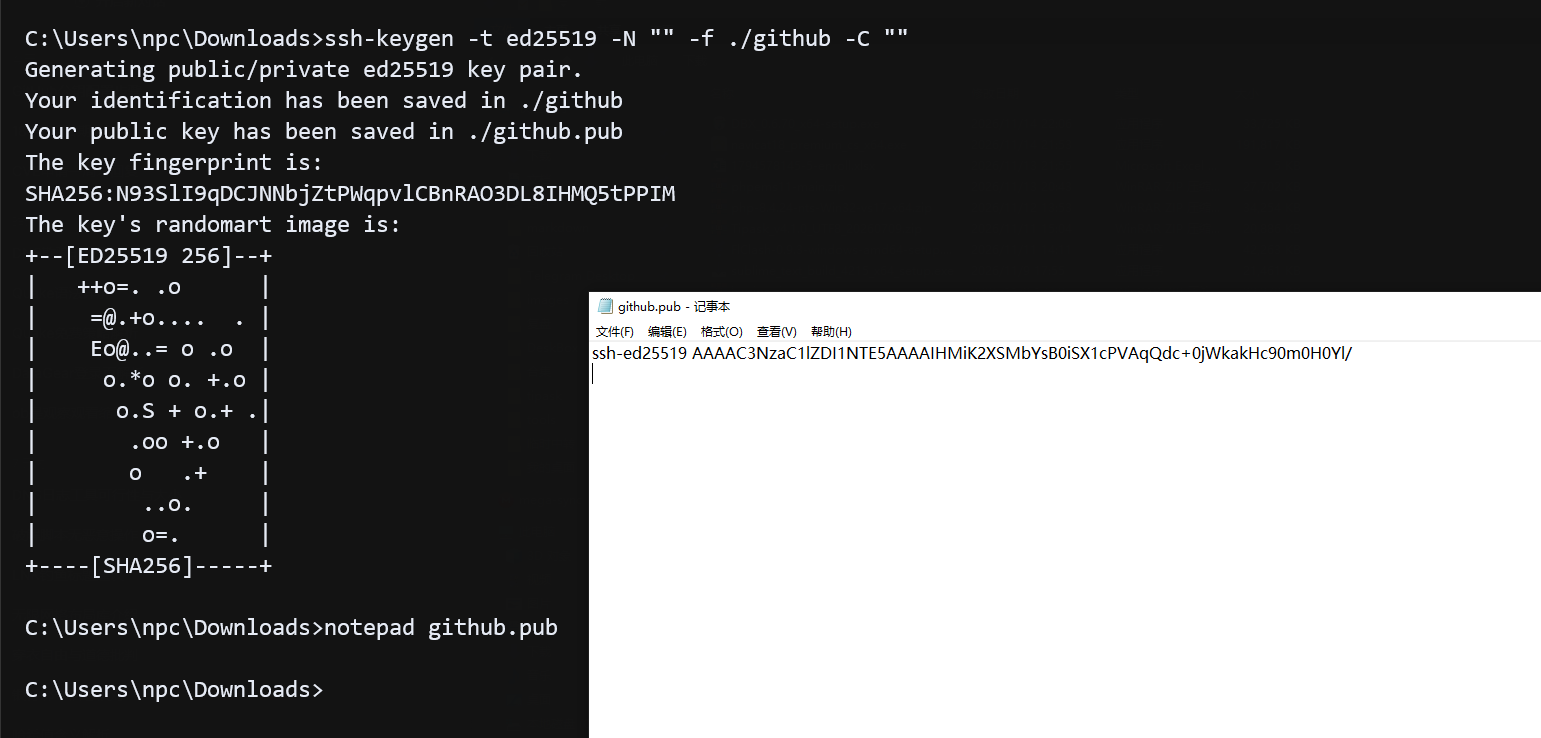 C:\Users\npc\Downloads>ssh-keygen -t ed25519 -N "" -f ./github -C ""
Generating public/private ed25519 key pair.
Your identification has been saved in ./github
Your public key has been saved in ./github.pub
The key fingerprint is:
SHA256:N93SlI9qDCJNNbjZtPWqpvlCBnRAO3DL8IHMQ5tPPIM
The key's randomart image is:
+--[ED25519 256]--+
|   ++o=. .o      |
|    =@.+o....  . |
|    Eo@..= o .o  |
|     o.*o o. +.o |
|      o.S + o.+ .|
|       .oo +.o   |
|       o   .+    |
|        ..o.     |
|        o=.      |
+----[SHA256]-----+
C:\Users\npc\Downloads>notepad github.pub
C:\Users\npc\Downloads>
github.pub - 记事本
文件(F) 编辑(E) 格式(O) 查看(V) 帮助(H)
ssh-ed25519 AAAAC3NzaC1lZDI1NTE5AAAAIHMiK2XSMbYsB0iSX1cPVAqQdc+0jWkakHc90m0H0Yl/